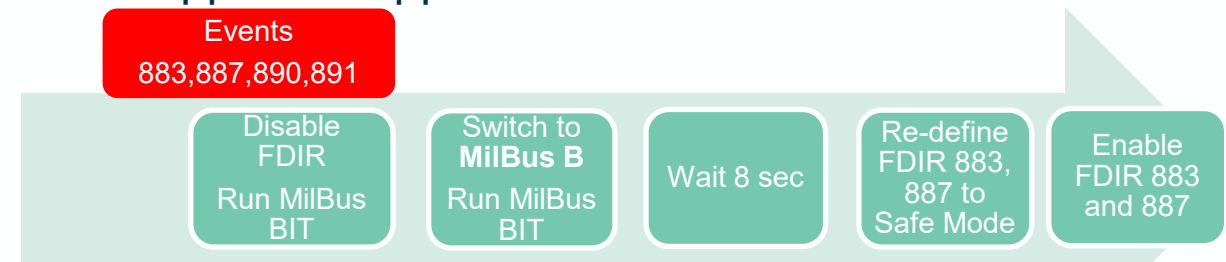 Events
883,887,890,891
Disable
FDIR
Run MilBus
BIT
Switch to
MilBus B
Run MilBus
BIT
Wait 8 sec
Re-define
FDIR 883,
887 to
Safe Mode
Enable
FDIR 883
and 887